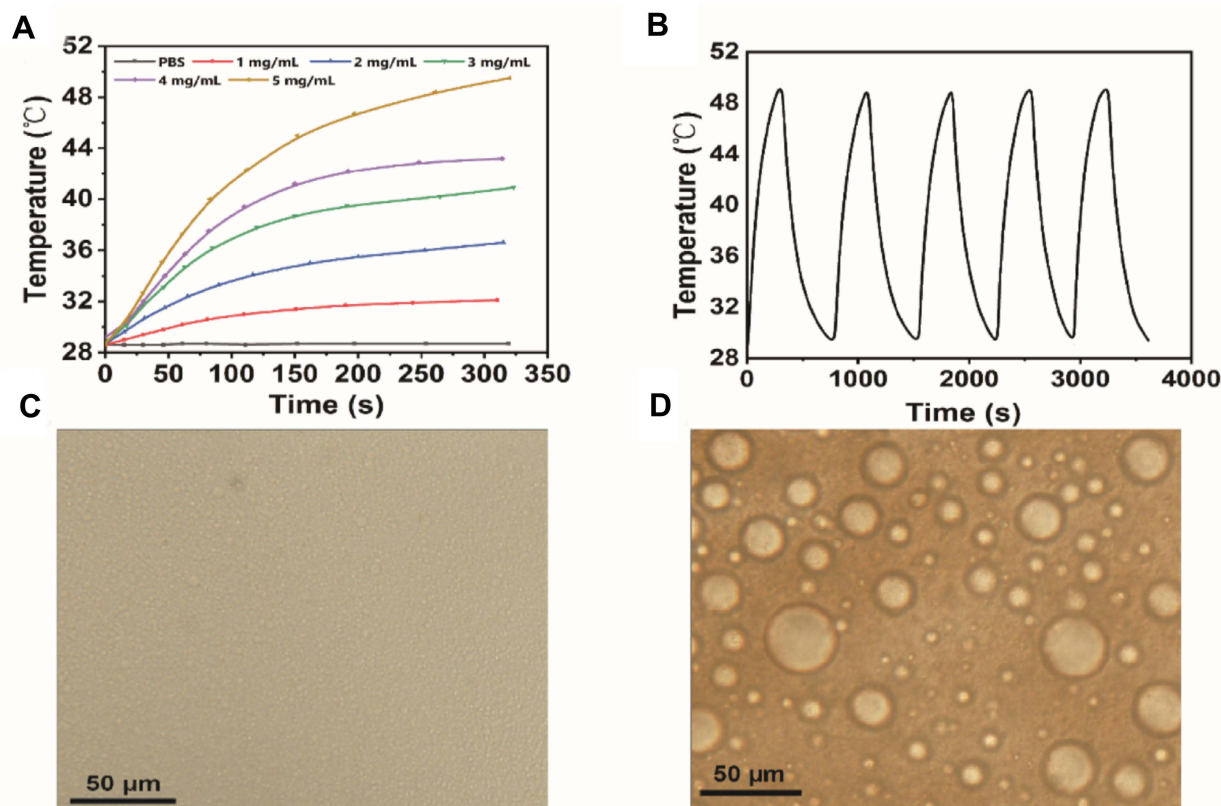 A
52
48
44
40
36
32
28
Temperature (℃)
PBS 1 mg/mL 2 mg/mL 3 mg/mL
4 mg/mL 5 mg/mL
0 50 100 150 200 250 300 350
Time (s)
B
52
48
44
40
36
32
28
Temperature (℃)
0 1000 2000 3000 4000
Time (s)
C
50 μm
D
50 μm